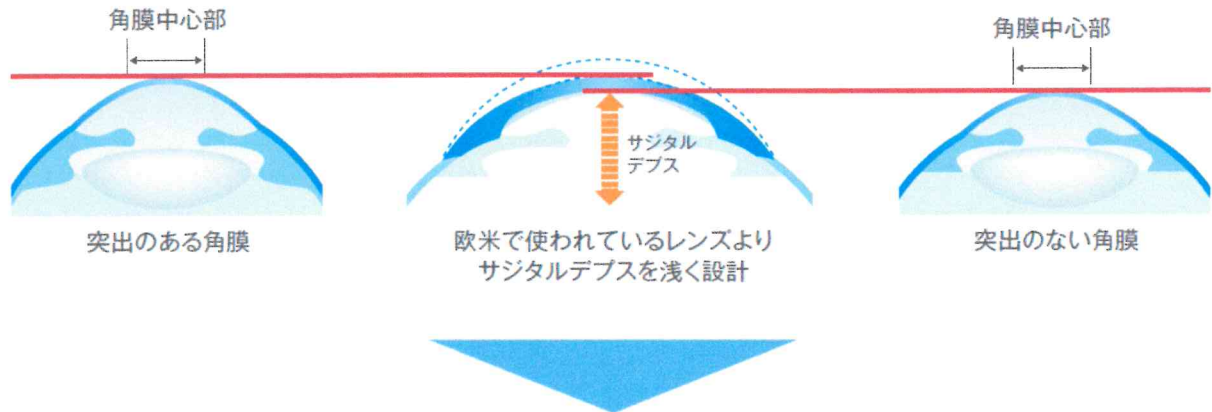 角膜中心部
角膜中心部
サジタル
デプス
突出のある角膜
欧米で使われているレンズより
サジタルデプスを浅く設計
突出のない角膜